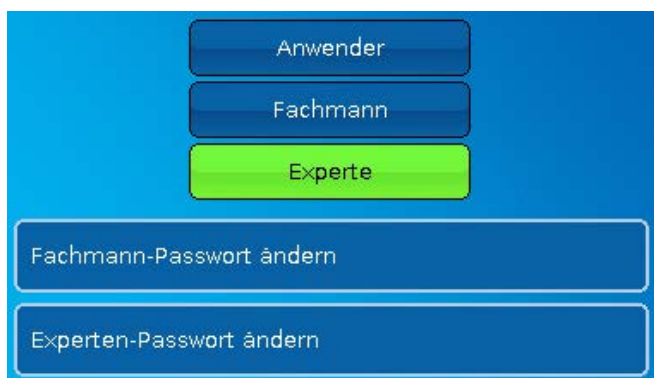 Anwender
Fachmann
Experte
Fachmann-Passwort ändern
Experten-Passwort ändern